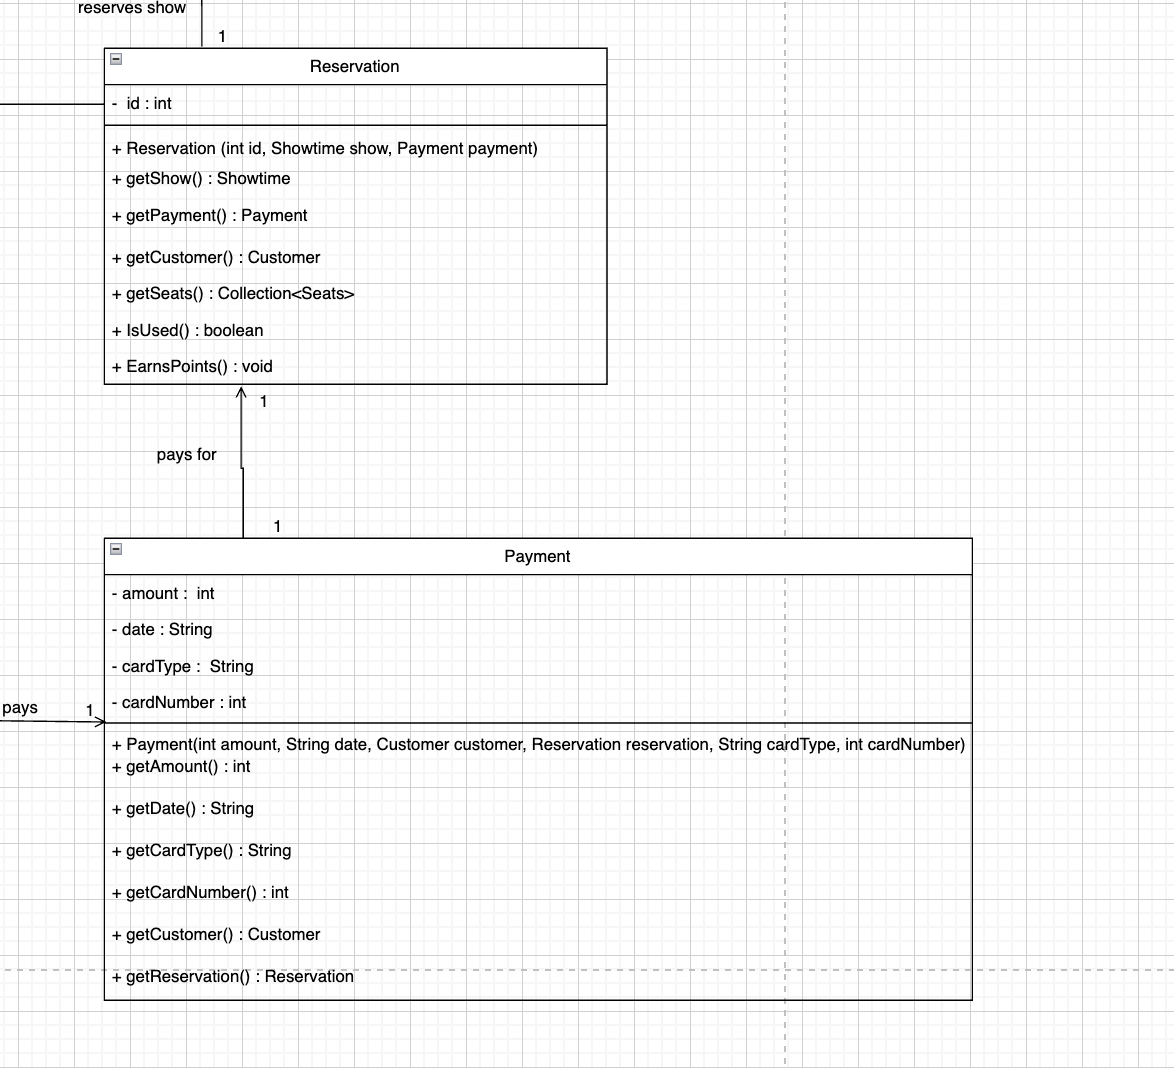 reserves show
1
Reservation
- id : int
+ Reservation (int id, Showtime show, Payment payment)
+ getShow() : Showtime
+ getPayment() : Payment
+ getCustomer() : Customer
+ getSeats() : Collection<Seats>
+ IsUsed() : boolean
+ EarnsPoints() : void
1
pays for
1
Payment
- amount : int
- date : String
- cardType : String
- cardNumber : int
pays
1
+ Payment(int amount, String date, Customer customer, Reservation reservation, String cardType, int cardNumber)
+ getAmount() : int
+ getDate() : String
+ getCardType() : String
+ getCardNumber() : int
+ getCustomer() : Customer
+ getReservation() : Reservation